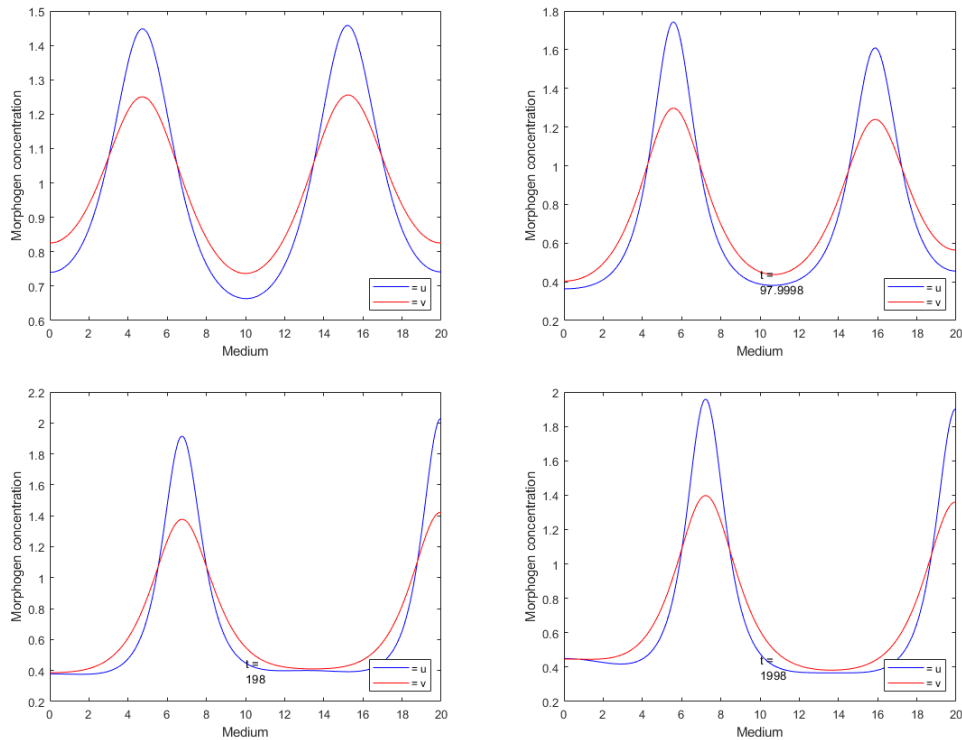 1.5
1.4
1.3
1.2
1.1
1
0.9
0.8
0.7
0.6
Morphogen concentration
0 2 4 6 8 10 12 14 16 18 20
Medium
= u
= v
1.8
1.6
1.4
1.2
1
0.8
0.6
0.4
0.2
Morphogen concentration
t =
97.9998
0 2 4 6 8 10 12 14 16 18 20
Medium
= u
= v
2.2
2
1.8
1.6
1.4
1.2
1
0.8
0.6
0.4
0.2
Morphogen concentration
t =
198
0 2 4 6 8 10 12 14 16 18 20
Medium
= u
= v
2
1.8
1.6
1.4
1.2
1
0.8
0.6
0.4
0.2
Morphogen concentration
t =
1998
0 2 4 6 8 10 12 14 16 18 20
Medium
= u
= v